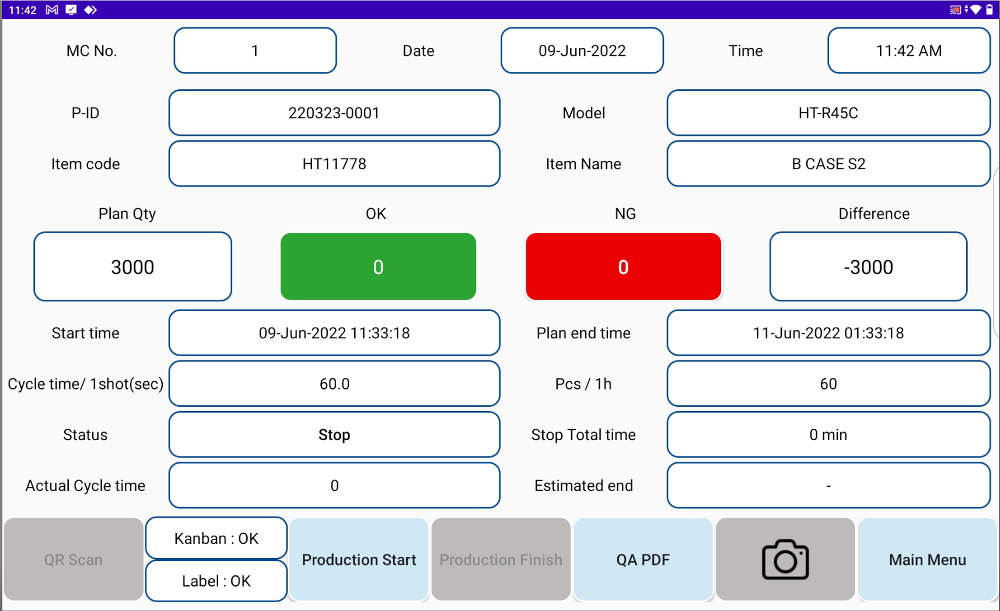 11:42
MC No. 1 Date 09-Jun-2022 Time 11:42 AM
P-ID 220323-0001 Model HT-R45C
Item code HT11778 Item Name B CASE S2
Plan Qty OK NG Difference
3000 0 0 -3000
Start time 09-Jun-2022 11:33:18 Plan end time 11-Jun-2022 01:33:18
Cycle time/ 1shot(sec) 60.0 Pcs / 1h 60
Status Stop Stop Total time 0 min
Actual Cycle time 0 Estimated end -
QR Scan
Kanban : OK
Label : OK
Production Start
Production Finish
QA PDF
Main Menu